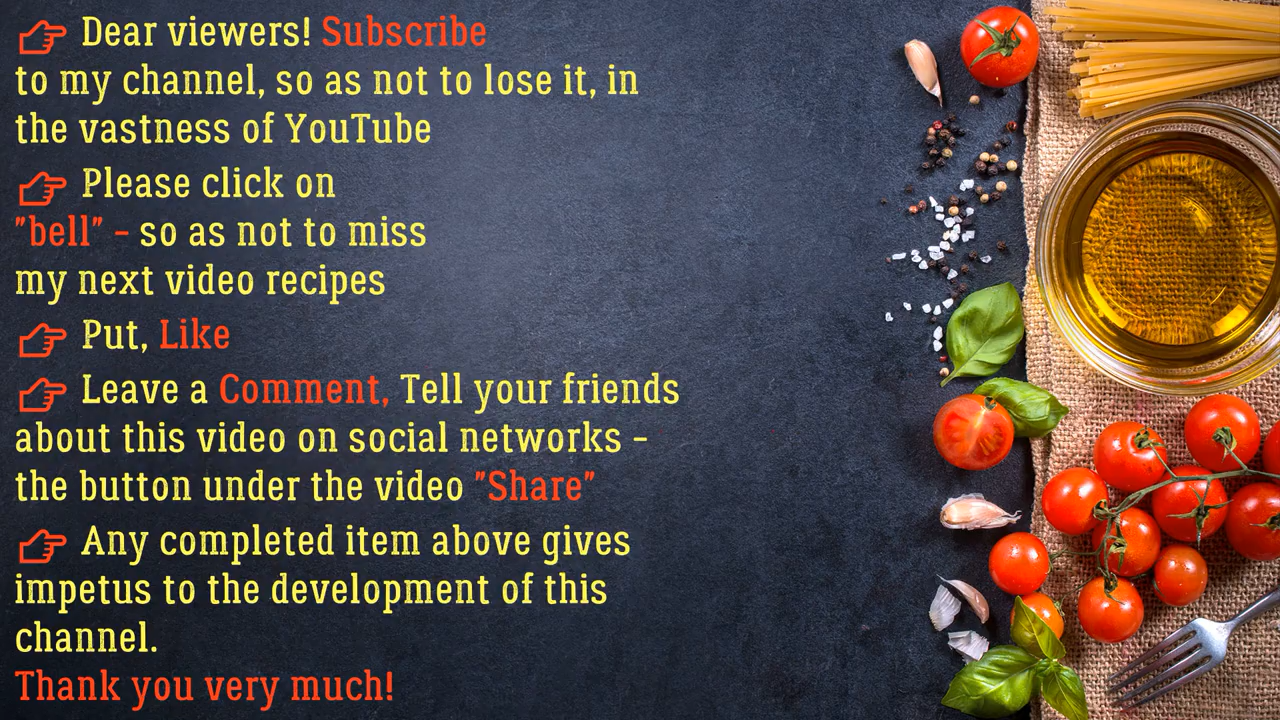 👉 Dear viewers! Subscribe
to my channel, so as not to lose it, in
the vastness of YouTube
👉 Please click on
"bell" - so as not to miss
my next video recipes
👉 Put, Like
👉 Leave a Comment, Tell your friends
about this video on social networks -
the button under the video "Share"
👉 Any completed item above gives
impetus to the development of this
channel.
Thank you very much!